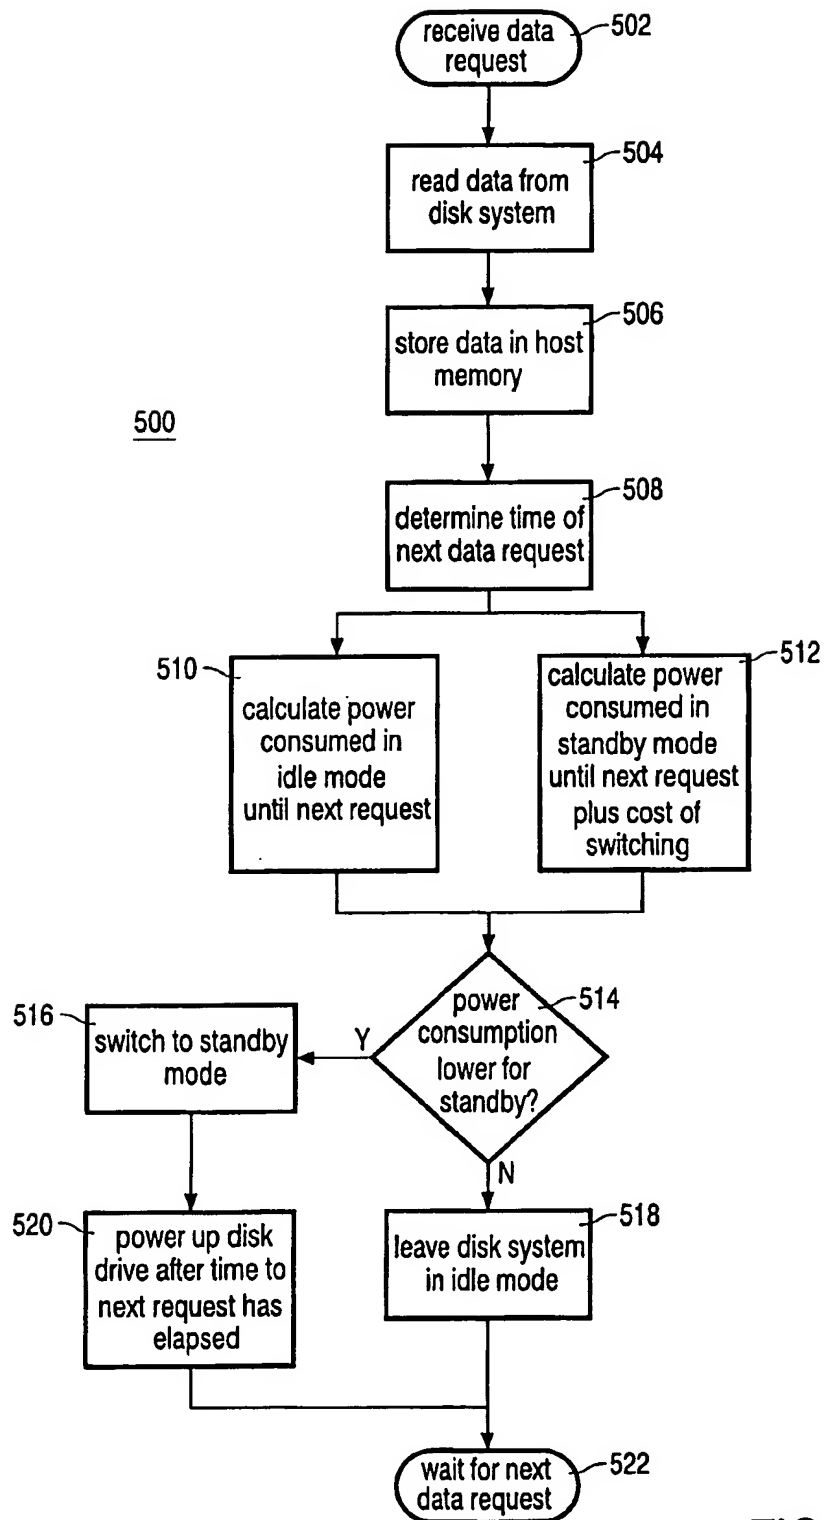 receive data
request
502
504
read data from
disk system
506
store data in host
memory
500
508
determine time of
next data request
510
calculate power
consumed in
idle mode
until next request
512
calculate power
consumed in
standby mode
until next request
plus cost of
switching
514
power
consumption
lower for
standby?
Y
N
516
switch to standby
mode
520
power up disk
drive after time to
next request has
elapsed
518
leave disk system
in idle mode
wait for next
data request
522